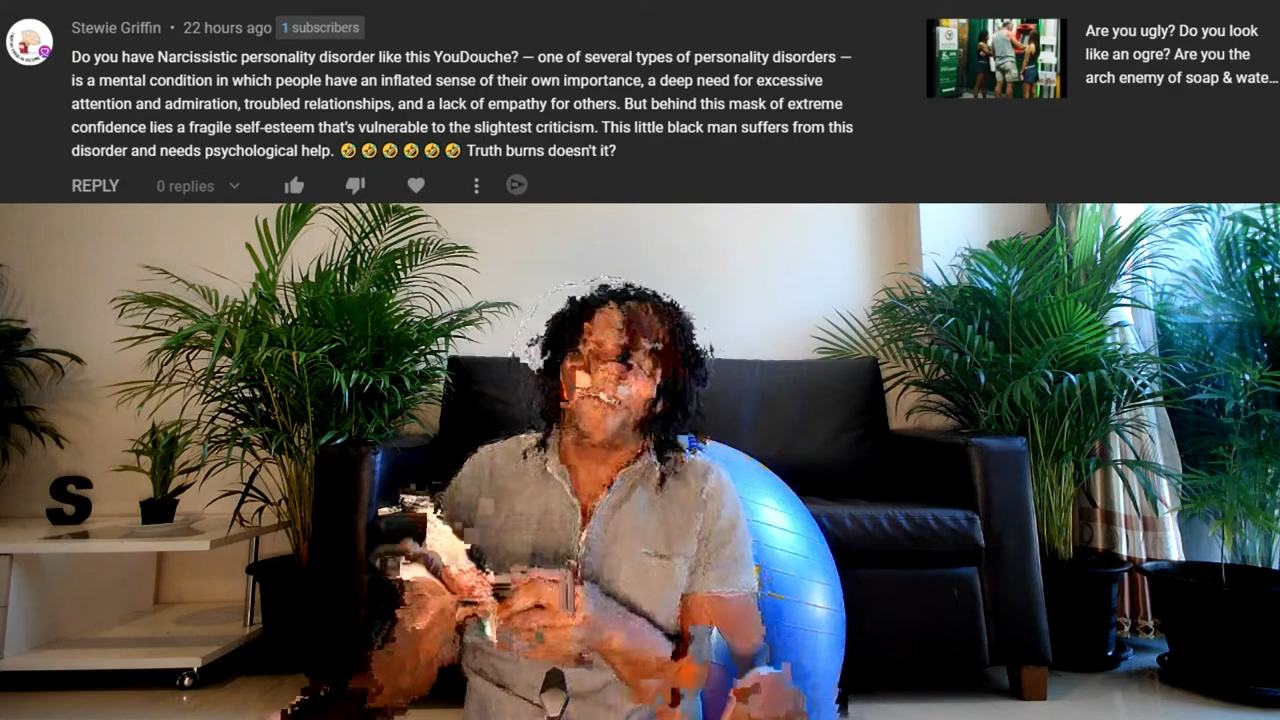 Stewie Griffin • 22 hours ago 1 subscribers
Do you have Narcissistic personality disorder like this YouDouche? — one of several types of personality disorders —
is a mental condition in which people have an inflated sense of their own importance, a deep need for excessive
attention and admiration, troubled relationships, and a lack of empathy for others. But behind this mask of extreme
confidence lies a fragile self-esteem that's vulnerable to the slightest criticism. This little black man suffers from this
disorder and needs psychological help. 🤣🤣🤣🤣🤣🤣 Truth burns doesn't it?
REPLY 0 replies
Are you ugly? Do you look
like an ogre? Are you the
arch enemy of soap & wate...
S